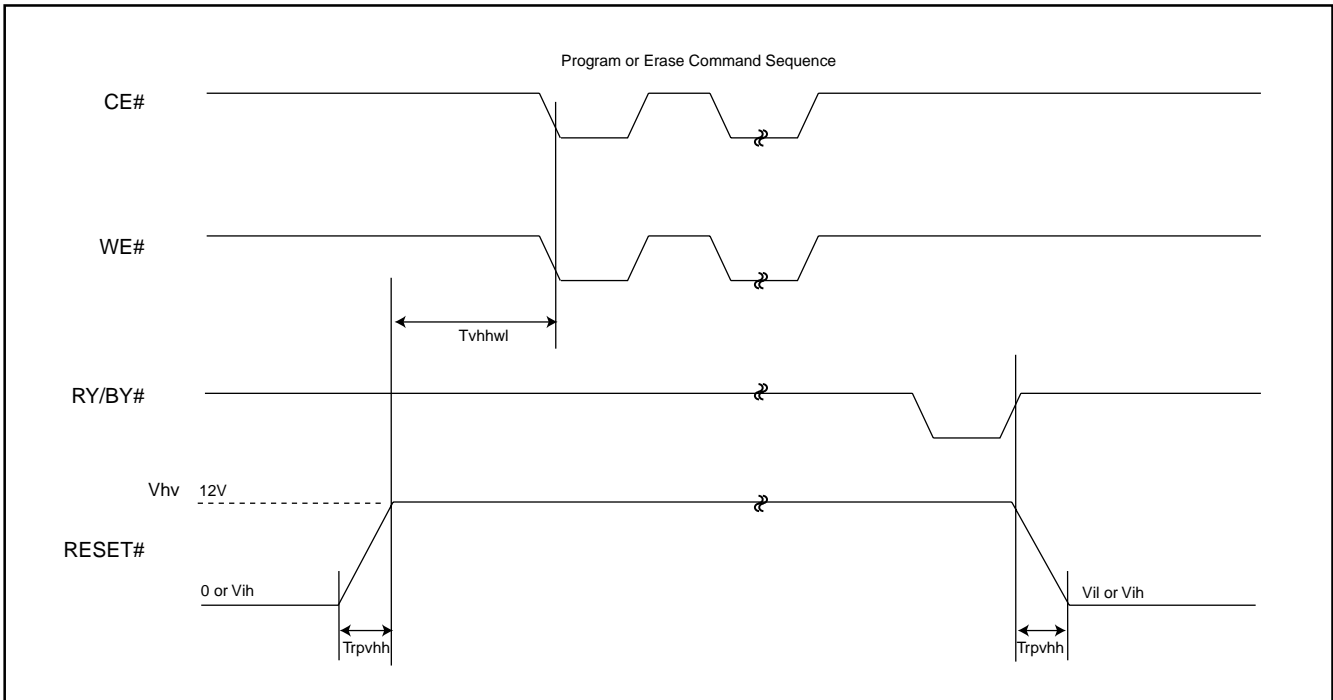 Program or Erase Command Sequence
CE#
WE#
Tvhhwl
RY/BY#
Vhv 12V
RESET#
0 or Vih
Vil or Vih
Trpvhh
Trpvhh